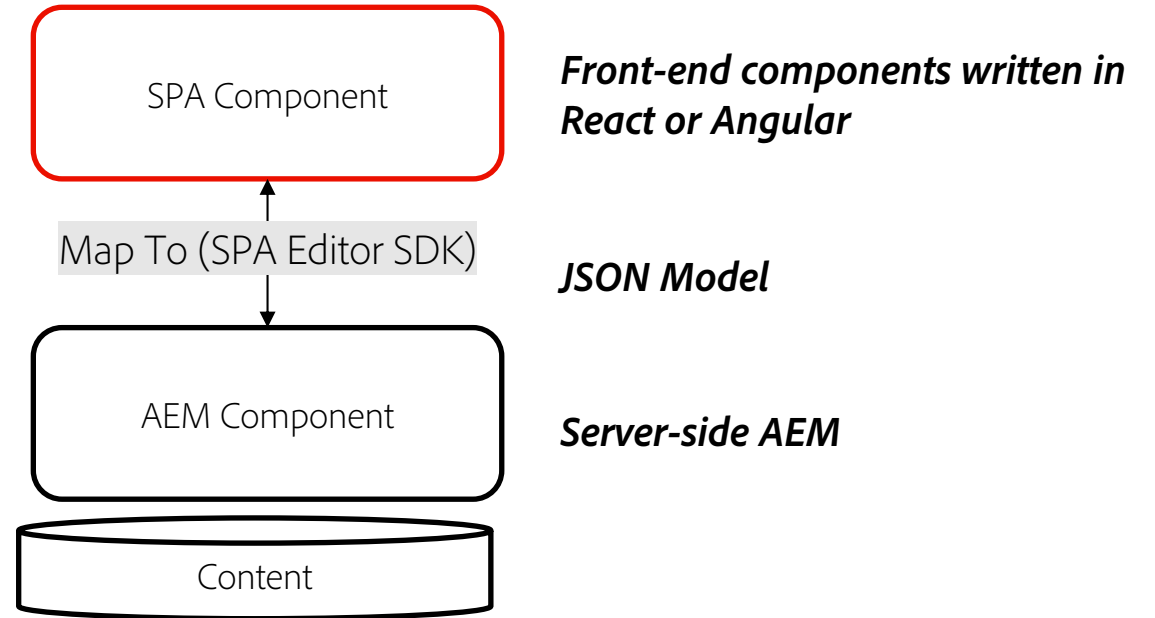 SPA Component
Front-end components written in
React or Angular
Map To (SPA Editor SDK)
JSON Model
AEM Component
Server-side AEM
Content